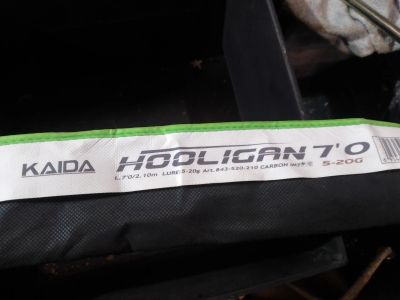 KAIDA HOOLIGAN 7'0
5-20G
L.7'0/2.10m LURE:5-20g Art.843-520-210 CARBON